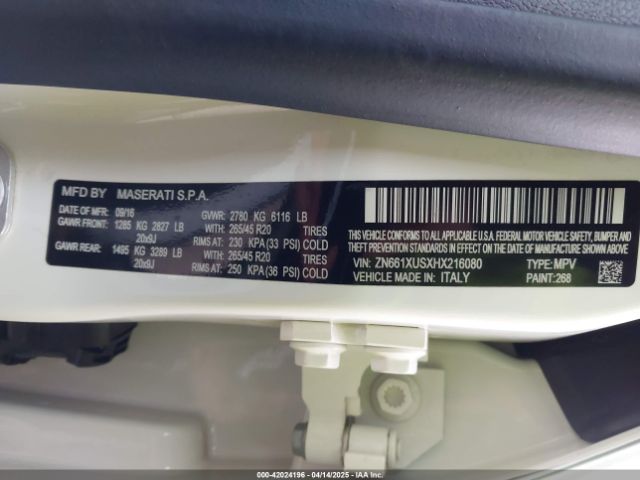 MFD BY MASERATI S.P.A.
DATE OF MFR: 09/16 GVWR: 2780 KG 6116 LB
GAWR FRONT: 1285 KG 2827 LB WITH: 265/45 R20 TIRES
20x9J RIMS AT: 230 KPA (33 PSI) COLD
GAWR REAR: 1495 KG 3289 LB WITH: 265/45 R20 TIRES
20x9J RIMS AT: 250 KPA (36 PSI) COLD
THIS VEHICLE CONFORMS TO ALL APPLICABLE U.S.A. FEDERAL MOTOR VEHICLE SAFETY, BUMPER AND
THEFT PREVENTION STANDARDS IN EFFECT ON THE DATE OF MANUFACTURE SHOWN ABOVE.
VIN: ZN661XUSXHX216080 TYPE: MPV
VEHICLE MADE IN: ITALY PAINT: 268
000-42024196 - 04/14/2025 - IAAI.COM